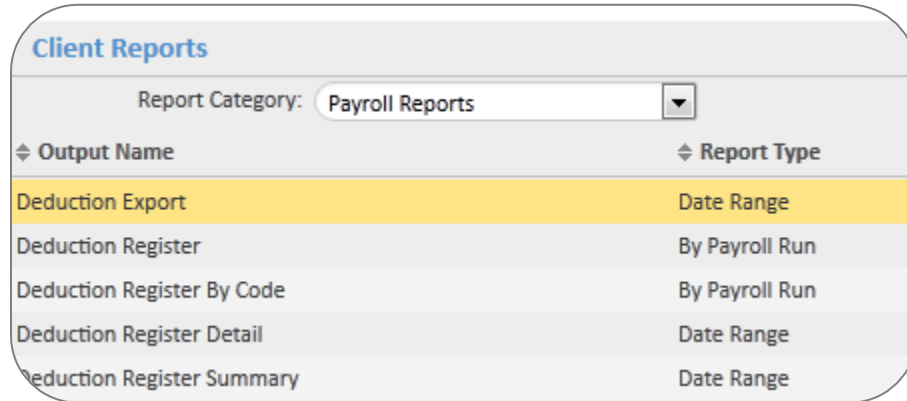 Client Reports
Report Category: Payroll Reports
Output Name Report Type
Deduction Export Date Range
Deduction Register By Payroll Run
Deduction Register By Code By Payroll Run
Deduction Register Detail Date Range
Deduction Register Summary Date Range